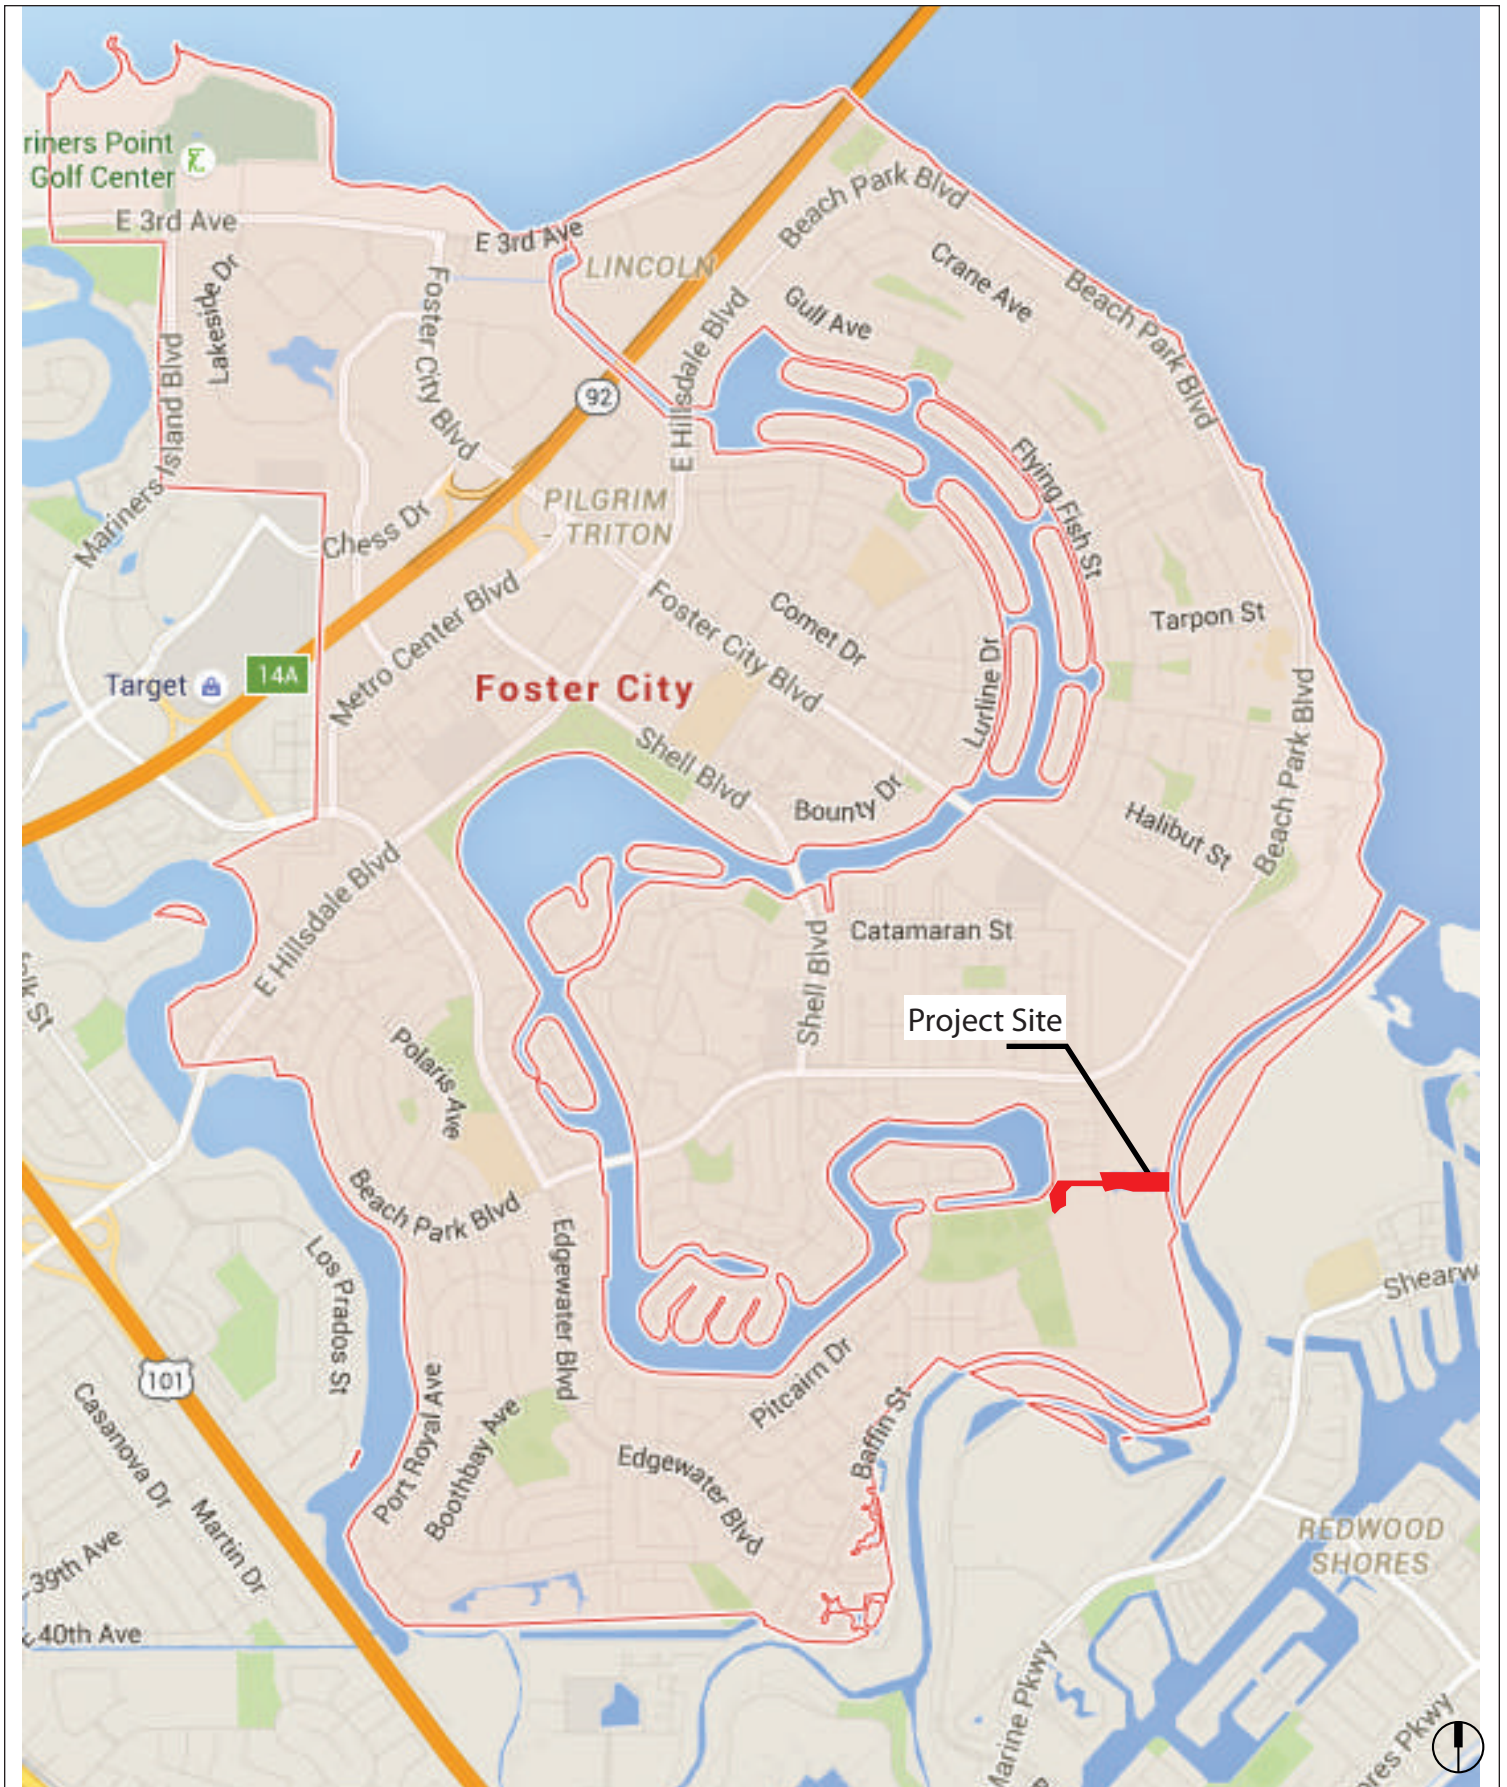 riners Point
Golf Center
E 3rd Ave
E 3rd Ave
LINCOLN
Beach Park Blvd
Crane Ave
Beach Park Blvd
Gull Ave
Lakeside Dr
Foster City Blvd
E Hillsdale Blvd
Mariners Island Blvd
92
Flying Fish St
PILGRIM
- TRITON
Chess Dr
Metro Center Blvd
Foster City Blvd
Comet Dr
Tarpon St
Lurline Dr
Target
14A
Foster City
Shell Blvd
Bounty Dr
Beach Park Blvd
Halibut St
E Hillsdale Blvd
Catamaran St
Shell Blvd
folk St
Project Site
Polaris Ave
Beach Park Blvd
Edgewater Blvd
Los Prados St
Shearw
101
Pitcairn Dr
Casanova Dr
Port Royal Ave
Boothbay Ave
Baffin St
Edgewater Blvd
Martin Dr
39th Ave
REDWOOD
SHORES
E 40th Ave
Marine Pkwy
ores Pkwy